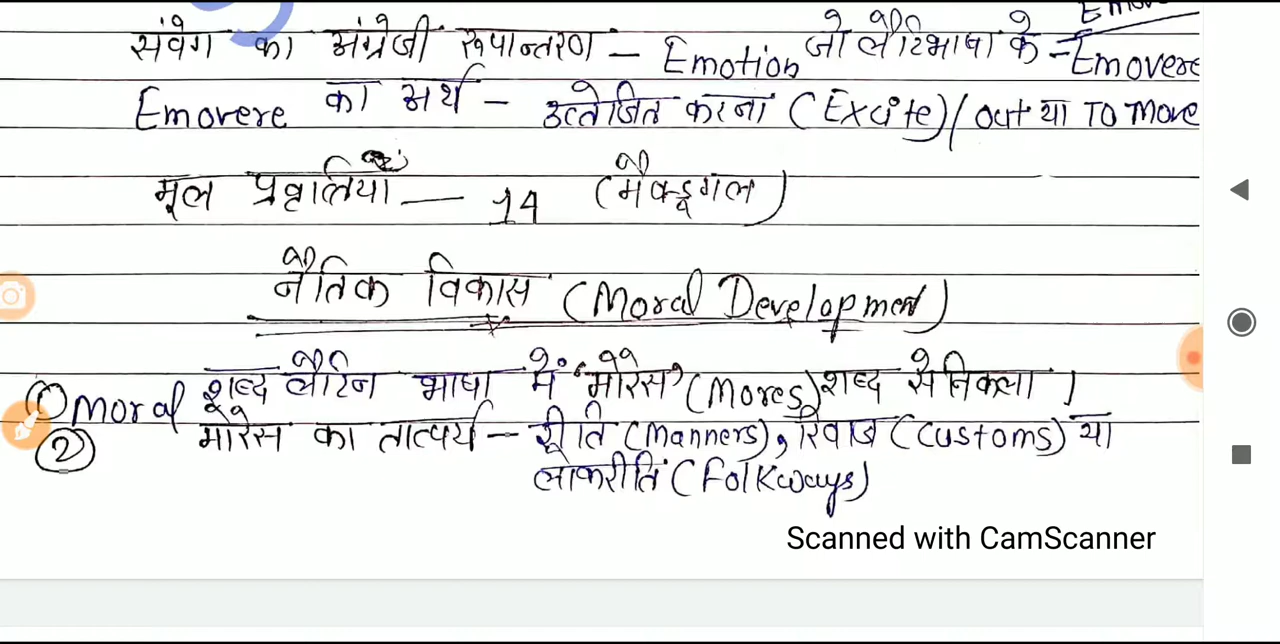 संवेग का अंग्रेजी रूपान्तरण – Emotion जो लैटिभाषा के – Emovere
Emovere का अर्थ – उत्तेजित करना (Excite)/out या To Move
मूल प्रवृत्तियाँ — 14 (मैक्डूगल)
नैतिक विकास (Moral Development)
① Moral शब्द लैटिन भाषा में 'मोरेस' (Mores) शब्द से निकला।
② मोरेस का तात्पर्य – रीति (Manners), रिवाज (Customs) या
लोकरीति (Folkways)
Scanned with CamScanner